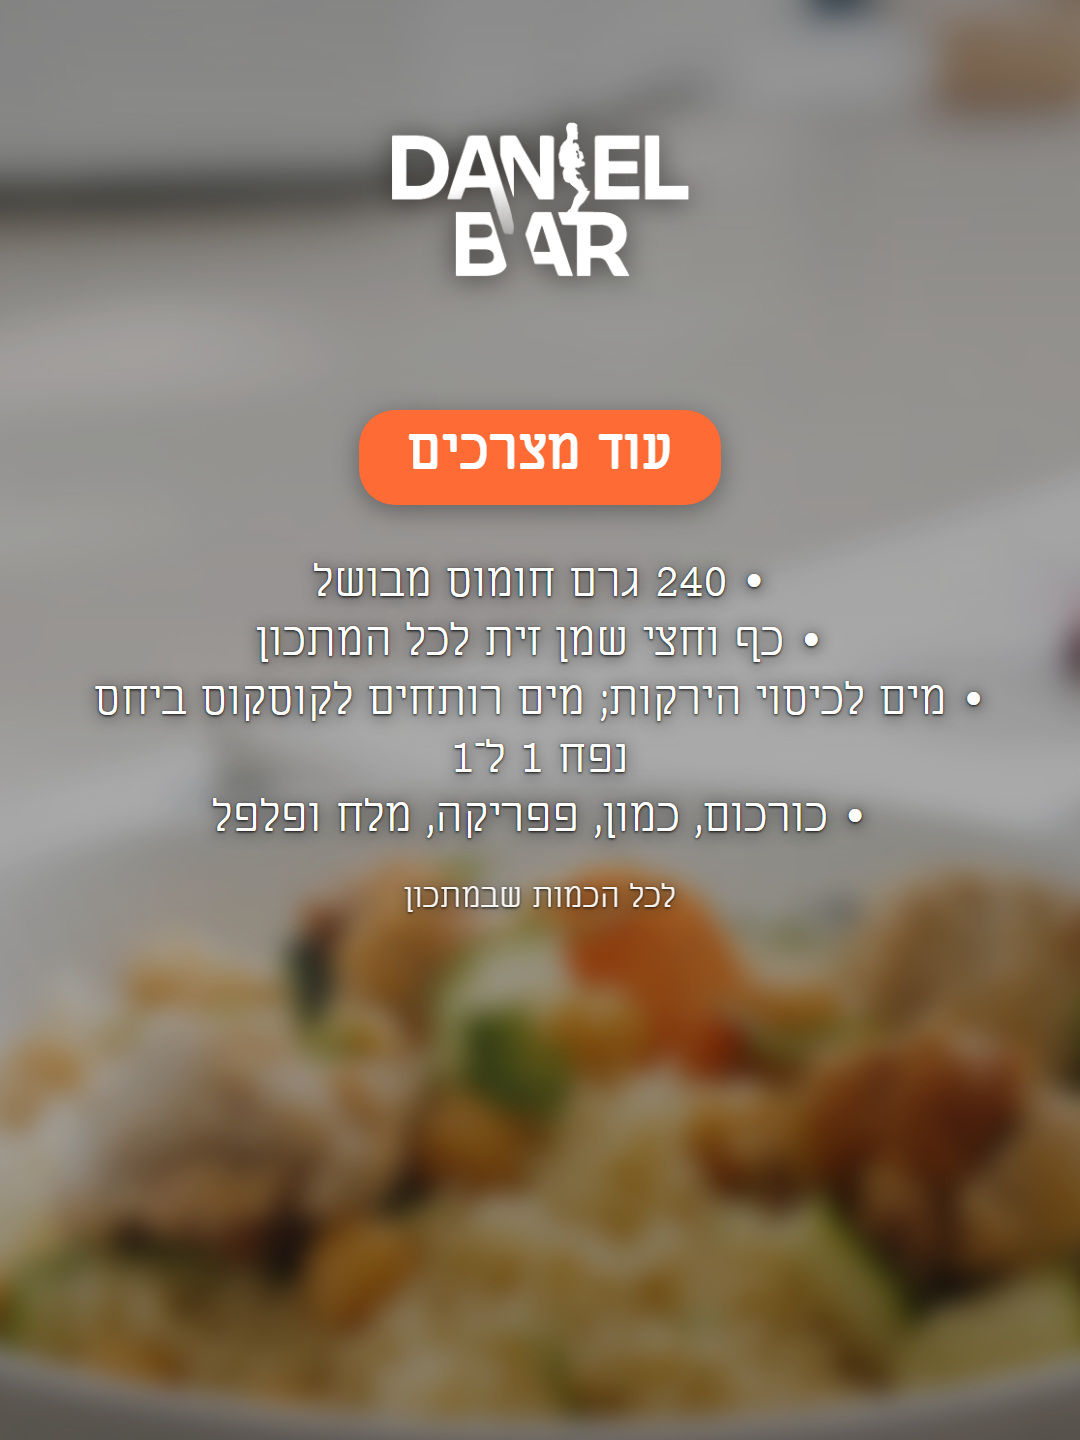 DANIEL
BAR
עוד מצרכים
• 240 גרם חומוס מבושל
• כף וחצי שמן זית לכל המתכון
• מים לכיסוי הירקות; מים רותחים לקוסקוס ביחס
נפח 1 ל־1
• כורכום, כמון, פפריקה, מלח ופלפל
לכל הכמות שבמתכון